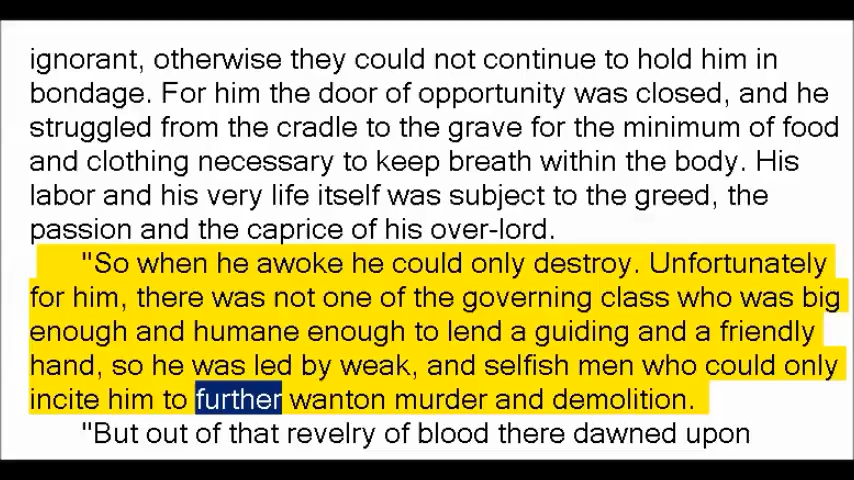 ignorant, otherwise they could not continue to hold him in
bondage. For him the door of opportunity was closed, and he
struggled from the cradle to the grave for the minimum of food
and clothing necessary to keep breath within the body. His
labor and his very life itself was subject to the greed, the
passion and the caprice of his over-lord.
"So when he awoke he could only destroy. Unfortunately
for him, there was not one of the governing class who was big
enough and humane enough to lend a guiding and a friendly
hand, so he was led by weak, and selfish men who could only
incite him to further wanton murder and demolition.
"But out of that revelry of blood there dawned upon